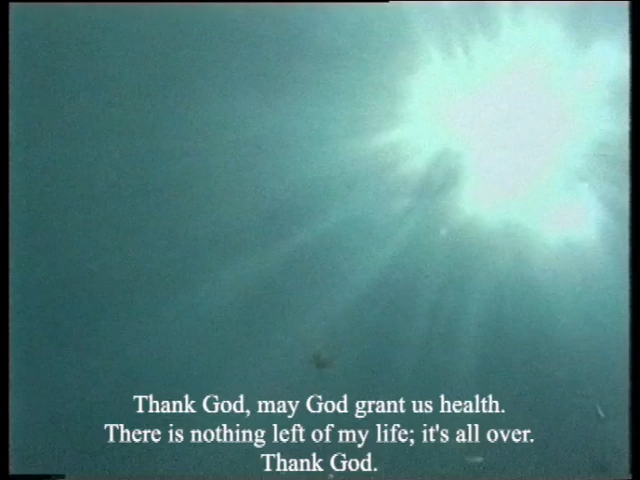 Thank God, may God grant us health.
There is nothing left of my life; it's all over.
Thank God.